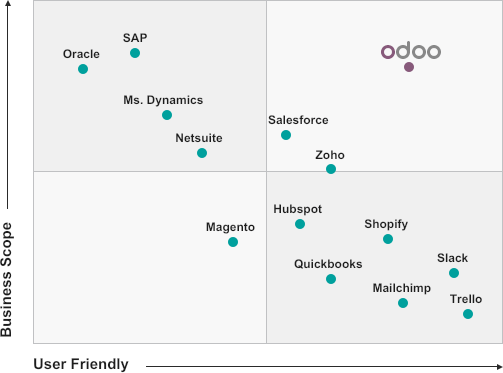 odoo
SAP
Oracle
Ms. Dynamics
Salesforce
Netsuite
Zoho
Hubspot
Shopify
Magento
Slack
Quickbooks
Mailchimp
Trello
Business Scope
User Friendly